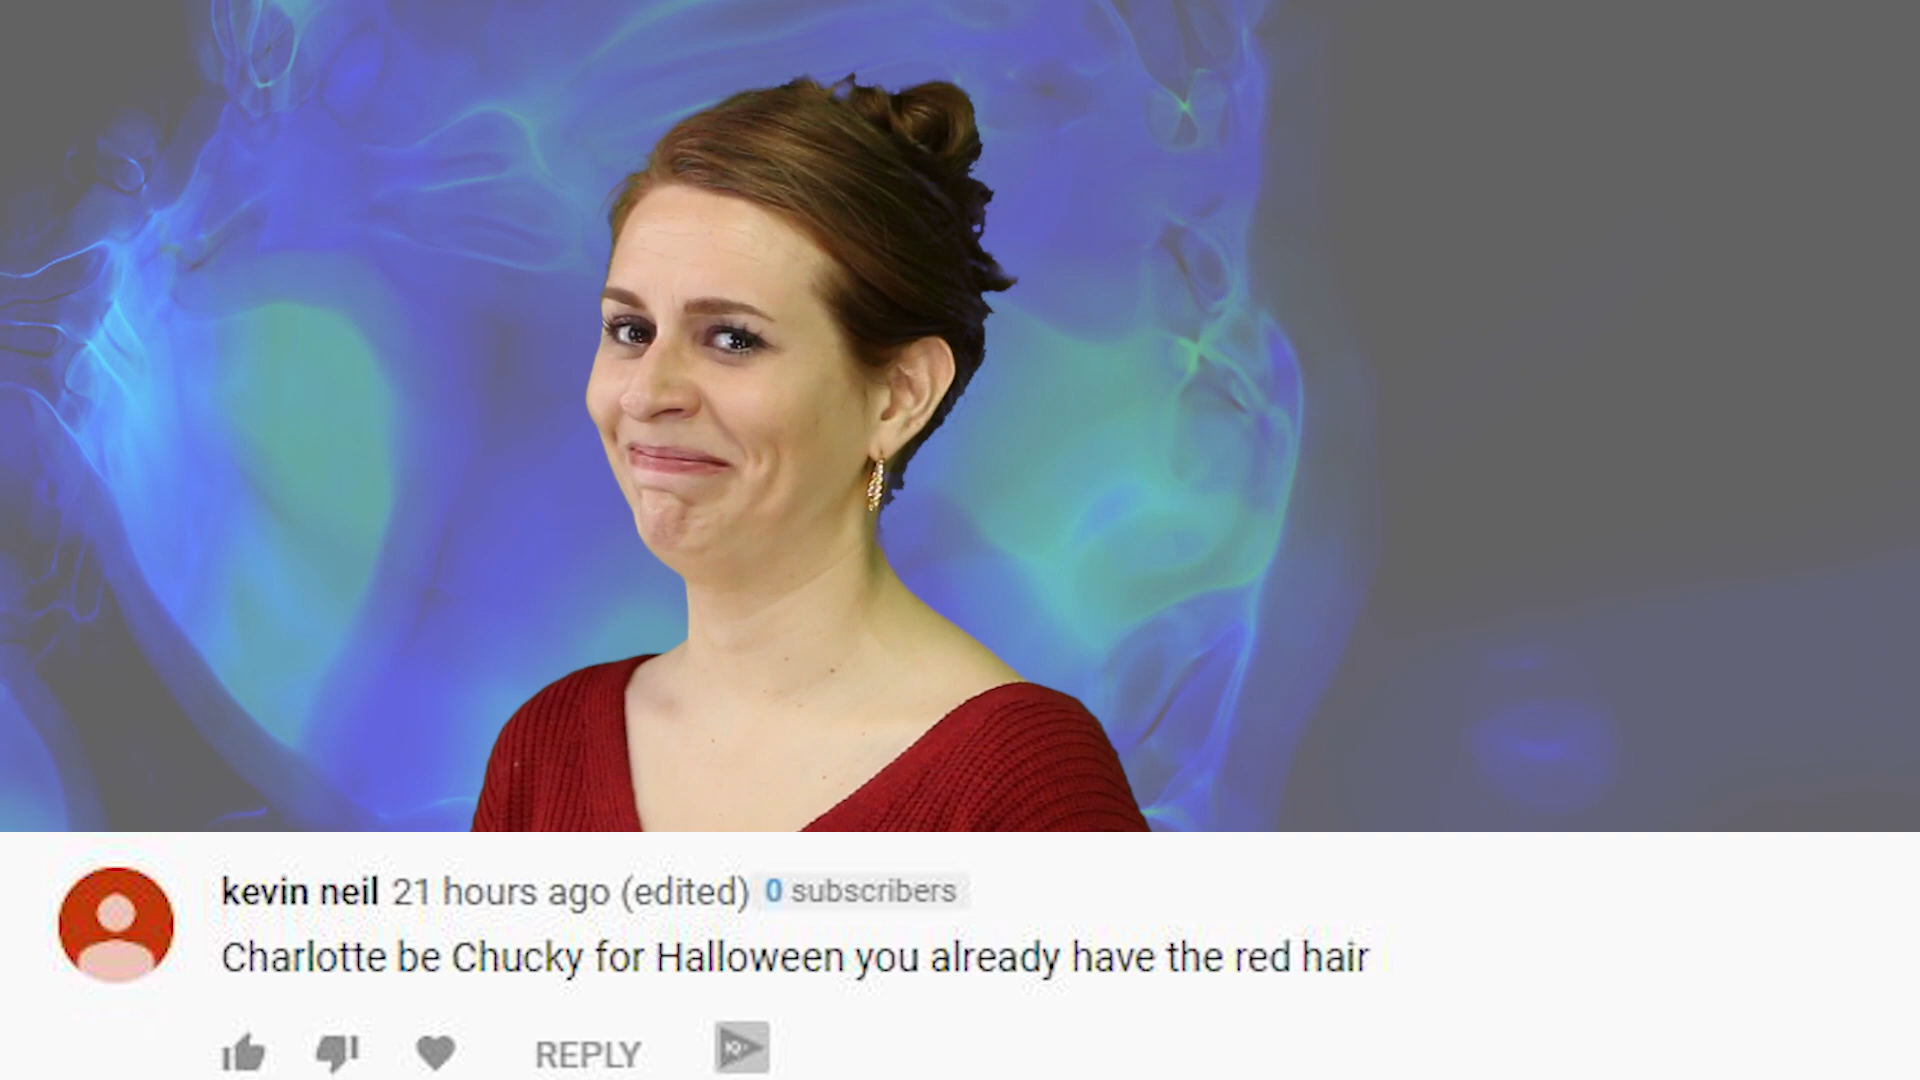 kevin neil 21 hours ago (edited) 0 subscribers
Charlotte be Chucky for Halloween you already have the red hair
REPLY